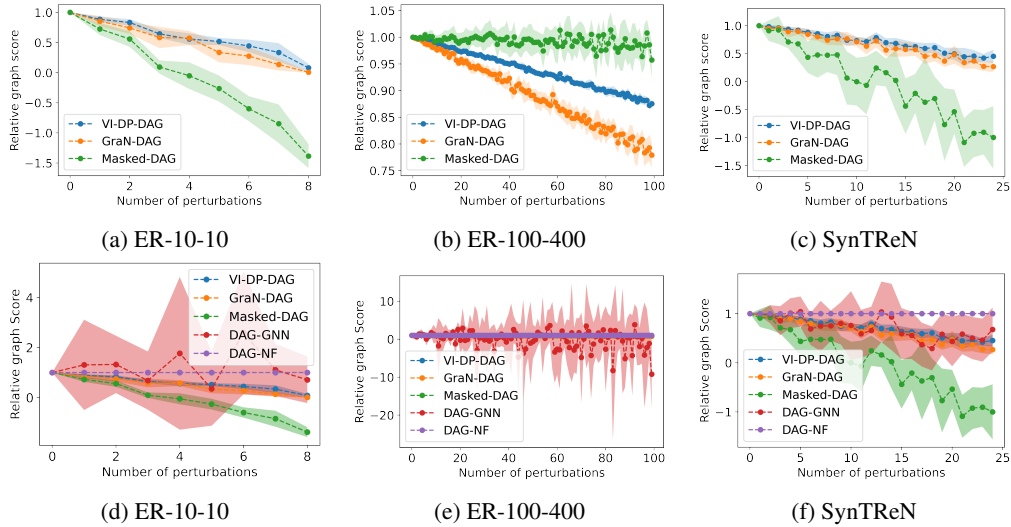 Relative graph score
1.0
0.5
0.0
−0.5
−1.0
−1.5
VI-DP-DAG
GraN-DAG
Masked-DAG
0 2 4 6 8
Number of perturbations
(a) ER-10-10
Relative graph score
1.05
1.00
0.95
0.90
0.85
0.80
0.75
VI-DP-DAG
GraN-DAG
Masked-DAG
0 20 40 60 80 100
Number of perturbations
(b) ER-100-400
Relative graph score
1.0
0.5
0.0
−0.5
−1.0
−1.5
VI-DP-DAG
GraN-DAG
Masked-DAG
0 5 10 15 20 25
Number of perturbations
(c) SynTReN
Relative graph Score
4
2
0
VI-DP-DAG
GraN-DAG
Masked-DAG
DAG-GNN
DAG-NF
0 2 4 6 8
Number of perturbations
(d) ER-10-10
Relative graph Score
10
0
−10
−20
VI-DP-DAG
GraN-DAG
Masked-DAG
DAG-GNN
DAG-NF
0 20 40 60 80 100
Number of perturbations
(e) ER-100-400
Relative graph Score
1
0
−1
VI-DP-DAG
GraN-DAG
Masked-DAG
DAG-GNN
DAG-NF
0 5 10 15 20 25
Number of perturbations
(f) SynTReN